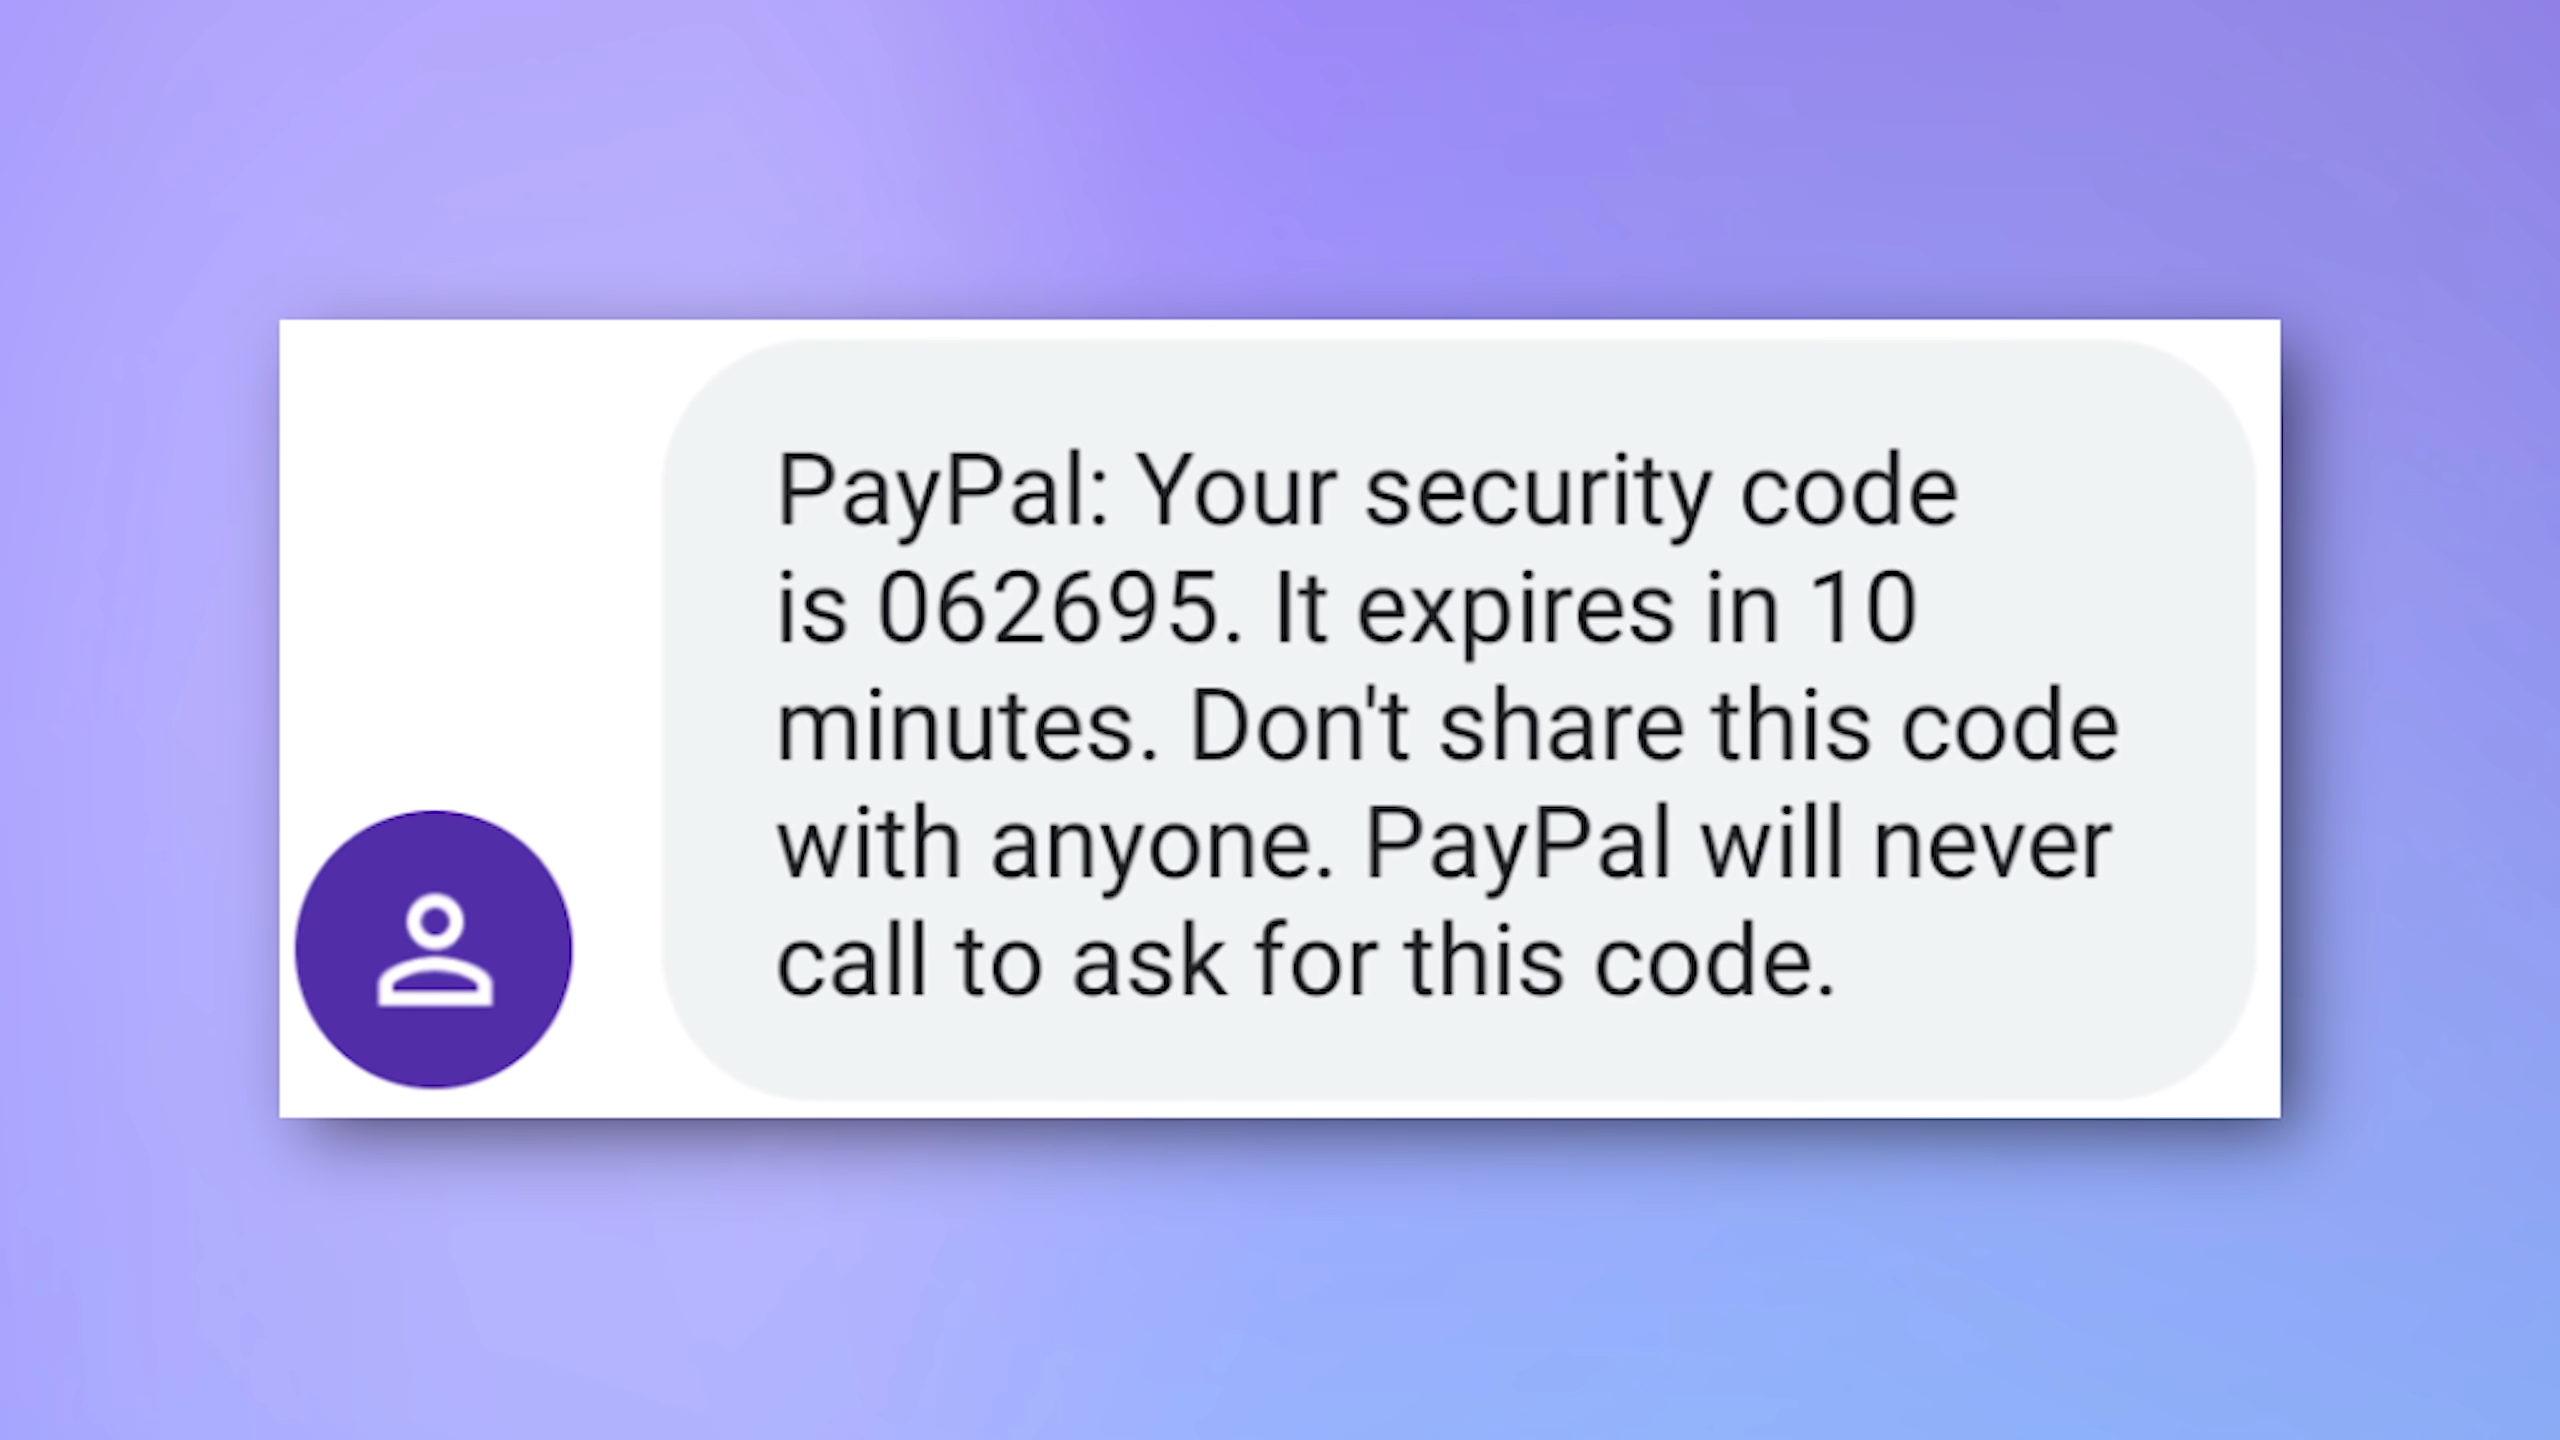 PayPal: Your security code
is 062695. It expires in 10
minutes. Don't share this code
with anyone. PayPal will never
call to ask for this code.